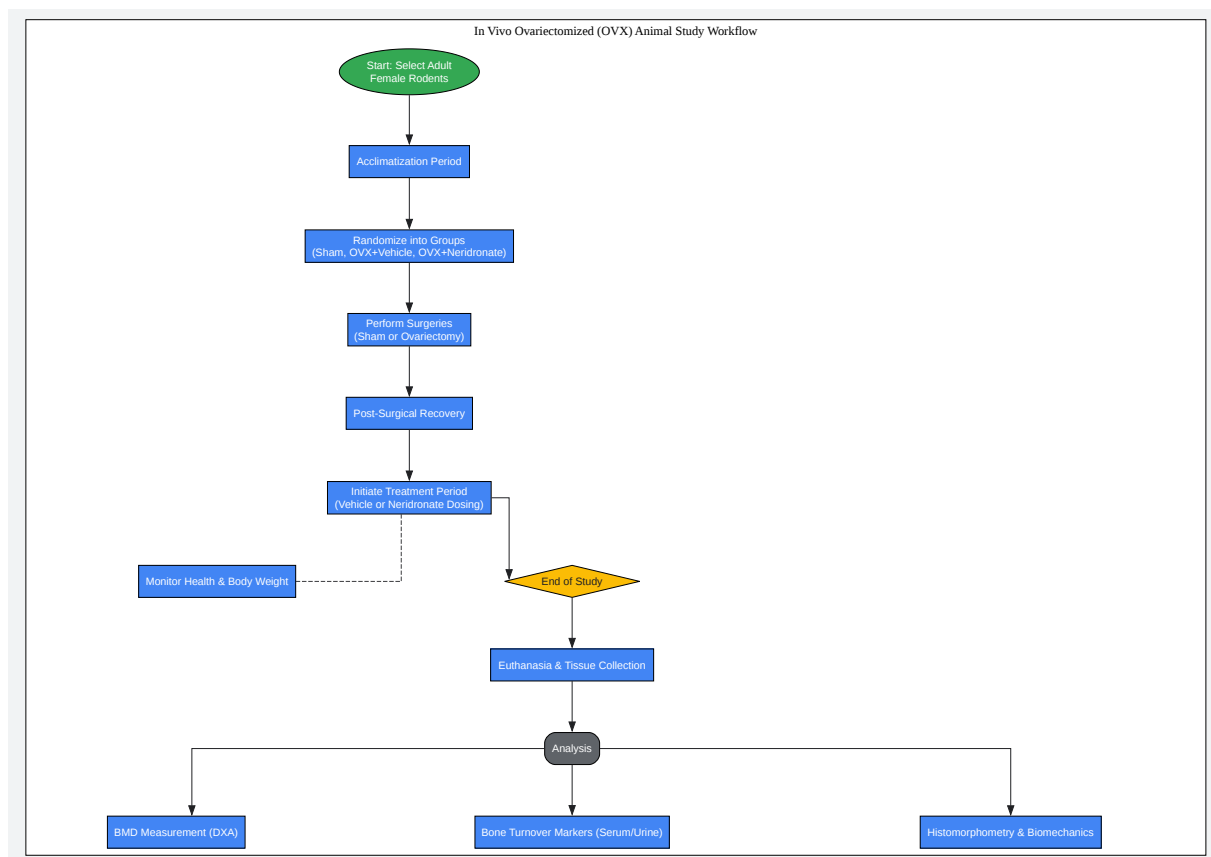 In Vivo Ovariectomized (OVX) Animal Study Workflow
Start: Select Adult
Female Rodents
Acclimatization Period
Randomize into Groups
(Sham, OVX+Vehicle, OVX+Neridronate)
Perform Surgeries
(Sham or Ovariectomy)
Post-Surgical Recovery
Initiate Treatment Period
(Vehicle or Neridronate Dosing)
Monitor Health & Body Weight
End of Study
Euthanasia & Tissue Collection
Analysis
BMD Measurement (DXA)
Bone Turnover Markers (Serum/Urine)
Histomorphometry & Biomechanics